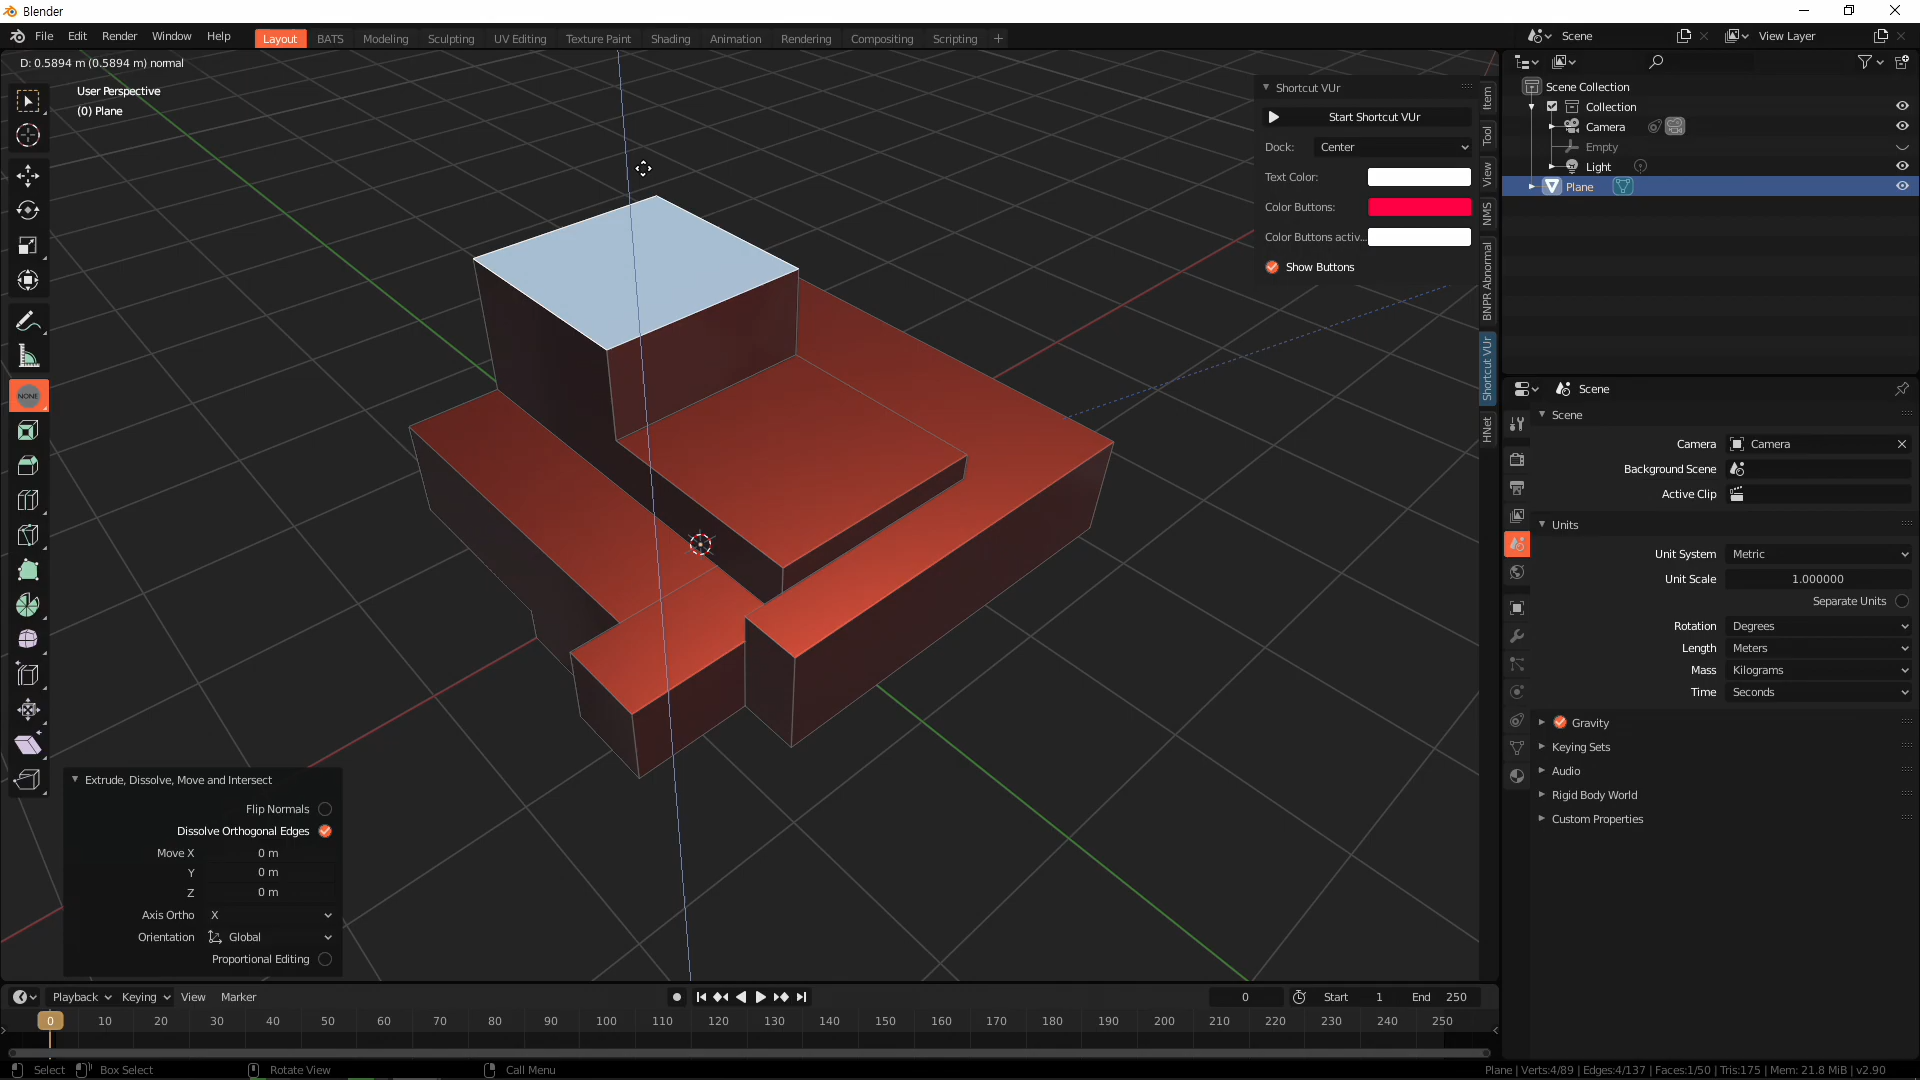 Blender
File Edit Render Window Help
Layout BATS Modeling Sculpting UV Editing Texture Paint Shading Animation Rendering Compositing Scripting
Scene
View Layer
D: 0.5894 m (0.5894 m) normal
User Perspective
(0) Plane
NONE
Shortcut VUr
Start Shortcut VUr
Dock: Center
Text Color:
Color Buttons:
Color Buttons activ...
Show Buttons
Item
Tool
View
NMS
BNPR Abnormal
Shortcut VUr
HNet
Scene Collection
Collection
Camera
Empty
Light
Plane
Scene
Scene
Camera Camera
Background Scene
Active Clip
Units
Unit System Metric
Unit Scale 1.000000
Separate Units
Rotation Degrees
Length Meters
Mass Kilograms
Time Seconds
Gravity
Keying Sets
Audio
Rigid Body World
Custom Properties
Extrude, Dissolve, Move and Intersect
Flip Normals
Dissolve Orthogonal Edges
Move X 0 m
Y 0 m
Z 0 m
Axis Ortho X
Orientation Global
Proportional Editing
Playback Keying View Marker
0 Start 1 End 250
0 10 20 30 40 50 60 70 80 90 100 110 120 130 140 150 160 170 180 190 200 210 220 230 240 250
Select Box Select Rotate View Call Menu
Plane | Verts:4/89 | Edges:4/137 | Faces:1/50 | Tris:175 | Mem: 21.8 MiB | v2.90